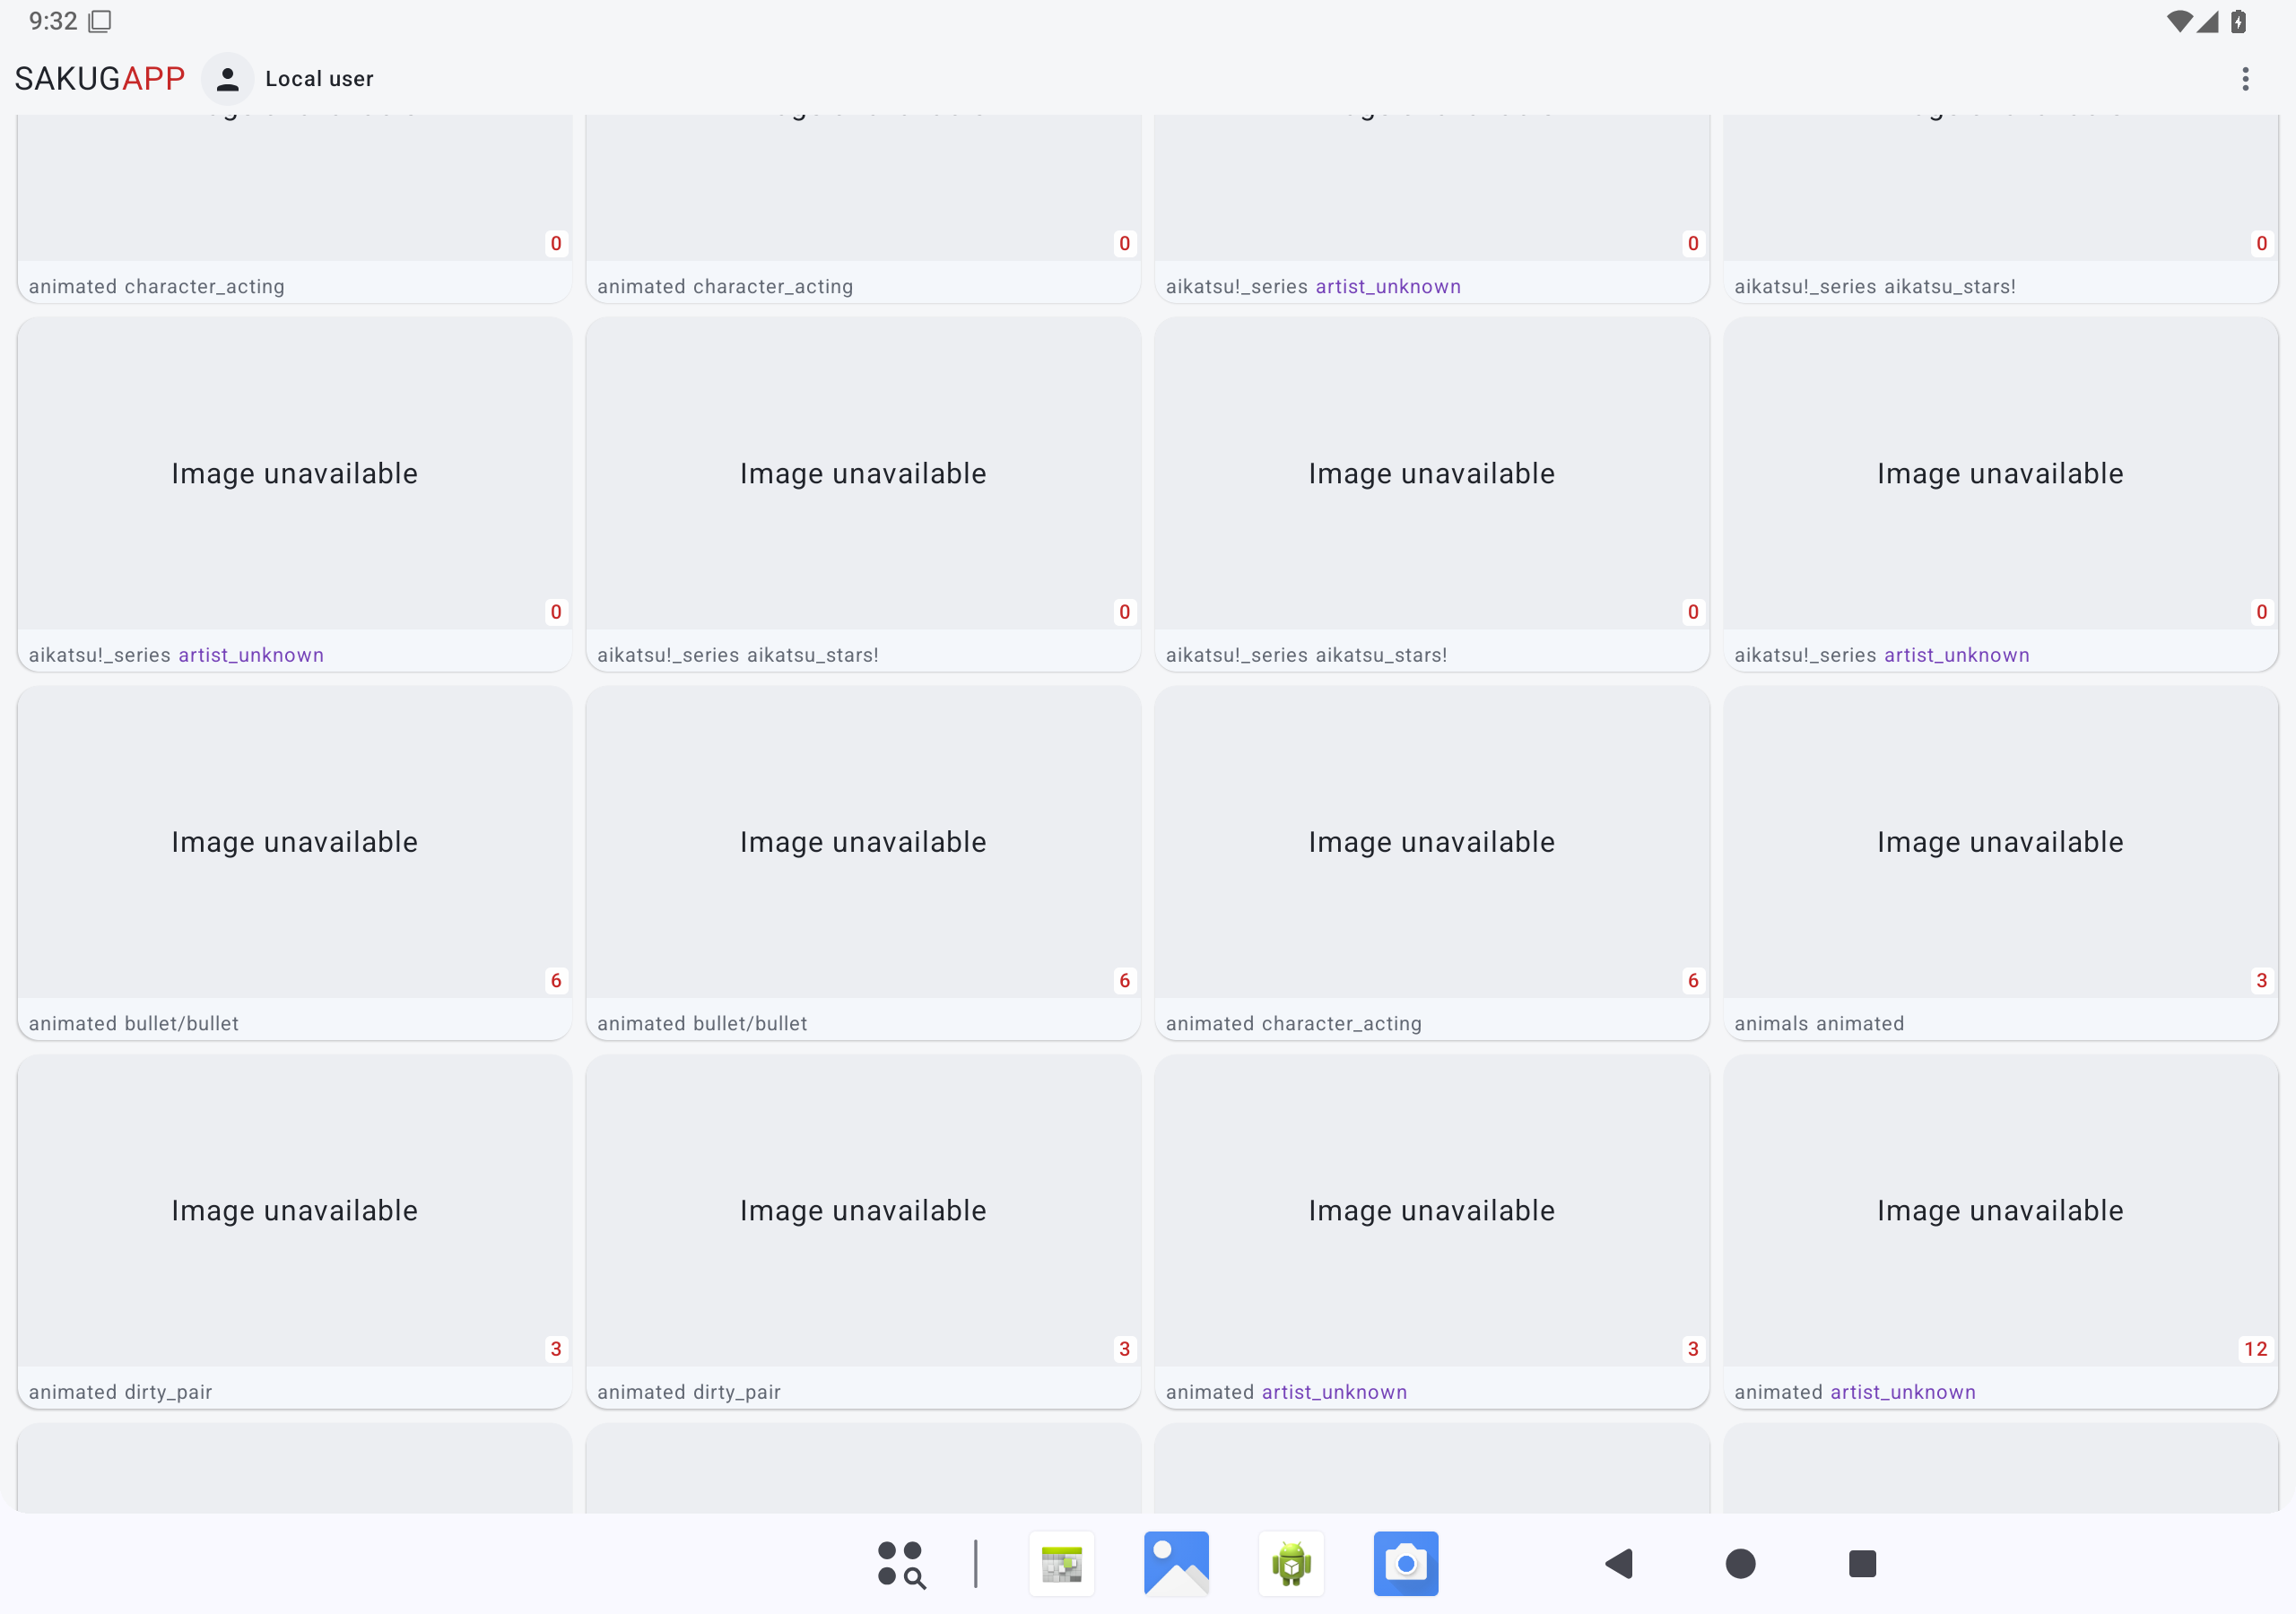 9:32
SAKUGAPP Local user
0 0 0 0
animated character_acting animated character_acting aikatsu!_series artist_unknown aikatsu!_series aikatsu_stars!
Image unavailable Image unavailable Image unavailable Image unavailable
0 0 0 0
aikatsu!_series artist_unknown aikatsu!_series aikatsu_stars! aikatsu!_series aikatsu_stars! aikatsu!_series artist_unknown
Image unavailable Image unavailable Image unavailable Image unavailable
6 6 6 3
animated bullet/bullet animated bullet/bullet animated character_acting animals animated
Image unavailable Image unavailable Image unavailable Image unavailable
3 3 3 12
animated dirty_pair animated dirty_pair animated artist_unknown animated artist_unknown